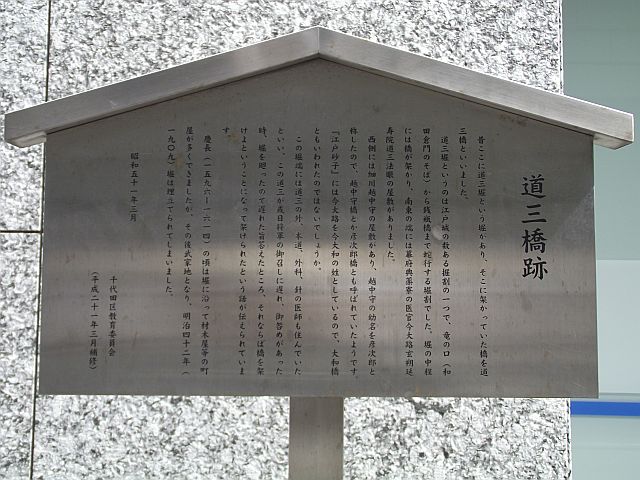 道三橋跡
昔ここに道三堀という堀があり、そこに架かっていた橋を道
三橋といいました。
道三堀というのは江戸城の数ある掘割の一つで、竜の口（和
田倉門のそば）から銭瓶橋まで蛇行する堀割でした。堀の中程
には橋が架かり、南東の端には幕府典薬寮の医官今大路玄朔延
寿院道三法眼の屋敷がありました。
西側には細川越中守の屋敷があり、越中守の幼名を彦次郎と
称したので、越中守橋とか彦次郎橋とも呼ばれていたようです。
「江戸砂子」には今大路を今大和の姓としているので、大和橋
ともいわれたのではないでしょうか。
この堀端には道三の外、本道、外科、針の医師も住んでいた
といい、この道三が或日将軍の御召しに遅れ、御咎めがあった
時、堀を廻ったので遅れた旨答えたところ、それならば橋を架
けよということになって架けられたという話が伝えられていま
す。
慶長（一五九六-一六一四）の頃は堀に沿って材木屋等の町
屋が多くできましたが、その後武家地となり、明治四十二年（
一九〇九）堀は埋立てられてしまいました。
昭和五十一年三月
千代田区教育委員会
（平成二十一年三月補修）